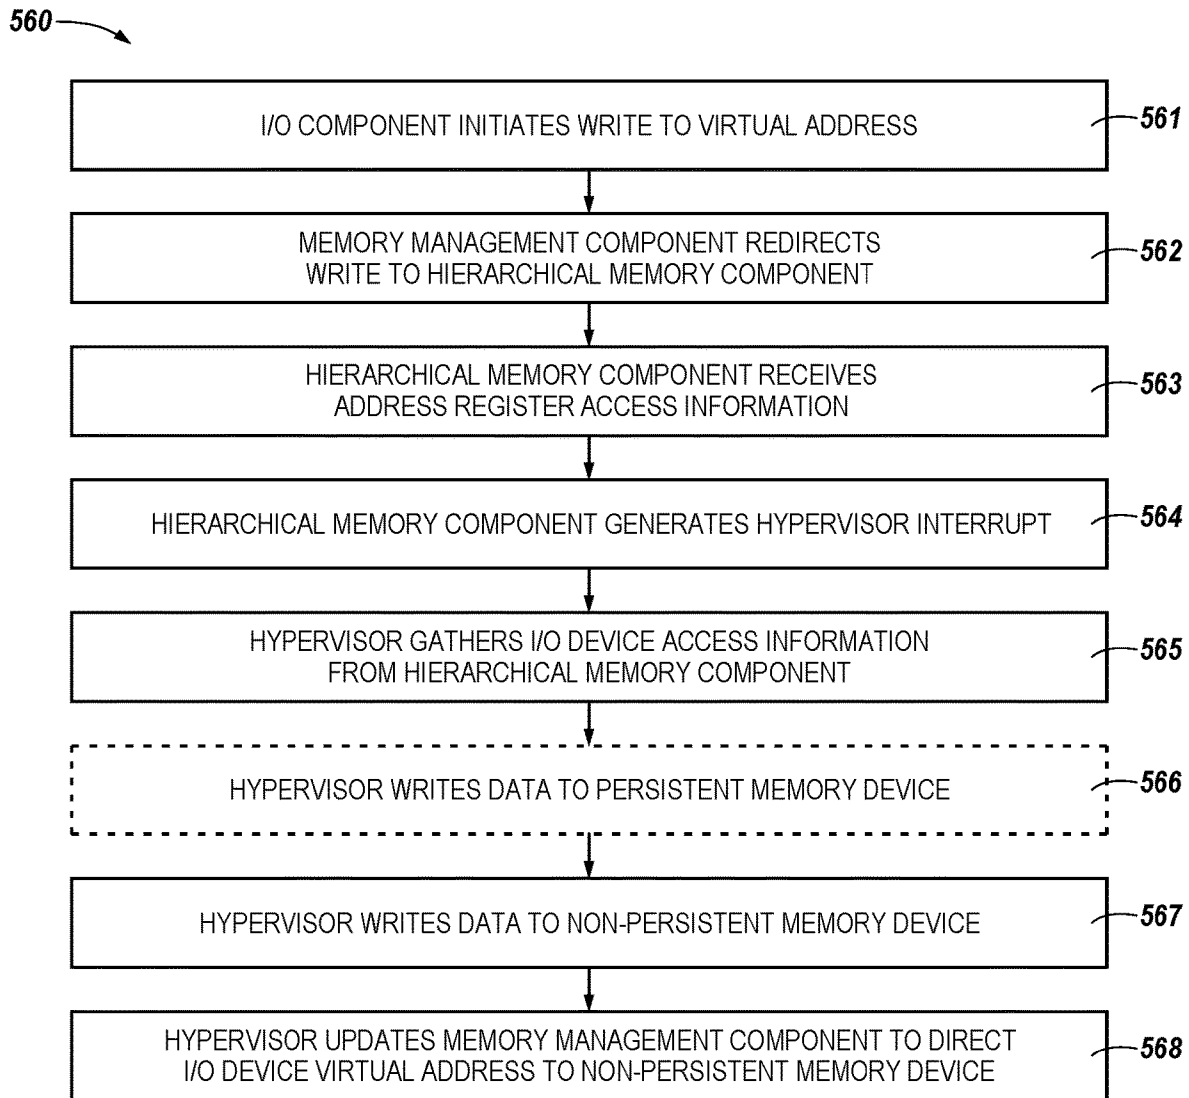 560
I/O COMPONENT INITIATES WRITE TO VIRTUAL ADDRESS
561
MEMORY MANAGEMENT COMPONENT REDIRECTS
WRITE TO HIERARCHICAL MEMORY COMPONENT
562
HIERARCHICAL MEMORY COMPONENT RECEIVES
ADDRESS REGISTER ACCESS INFORMATION
563
HIERARCHICAL MEMORY COMPONENT GENERATES HYPERVISOR INTERRUPT
564
HYPERVISOR GATHERS I/O DEVICE ACCESS INFORMATION
FROM HIERARCHICAL MEMORY COMPONENT
565
HYPERVISOR WRITES DATA TO PERSISTENT MEMORY DEVICE
566
HYPERVISOR WRITES DATA TO NON-PERSISTENT MEMORY DEVICE
567
HYPERVISOR UPDATES MEMORY MANAGEMENT COMPONENT TO DIRECT
I/O DEVICE VIRTUAL ADDRESS TO NON-PERSISTENT MEMORY DEVICE
568